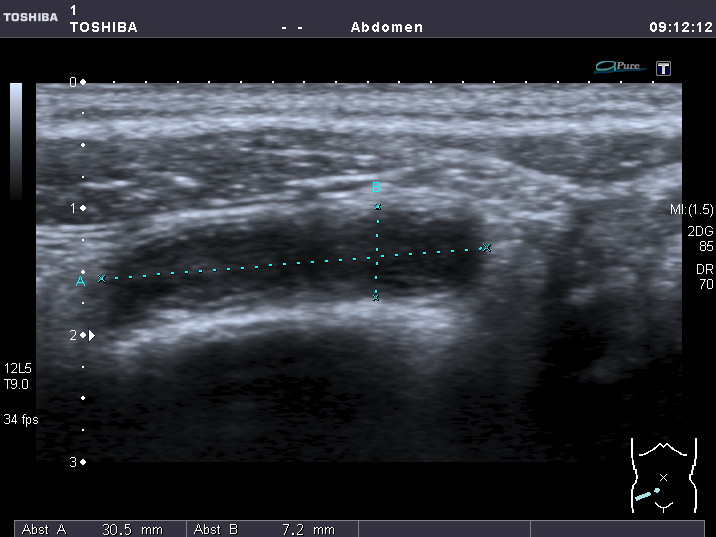 TOSHIBA
1
TOSHIBA - - Abdomen 09:12:12
aPure T
0
B
1
MI:(1.5)
2DG
85
DR
70
A
2
12L5
T9.0
34 fps
3
Abst A 30.5 mm Abst B 7.2 mm